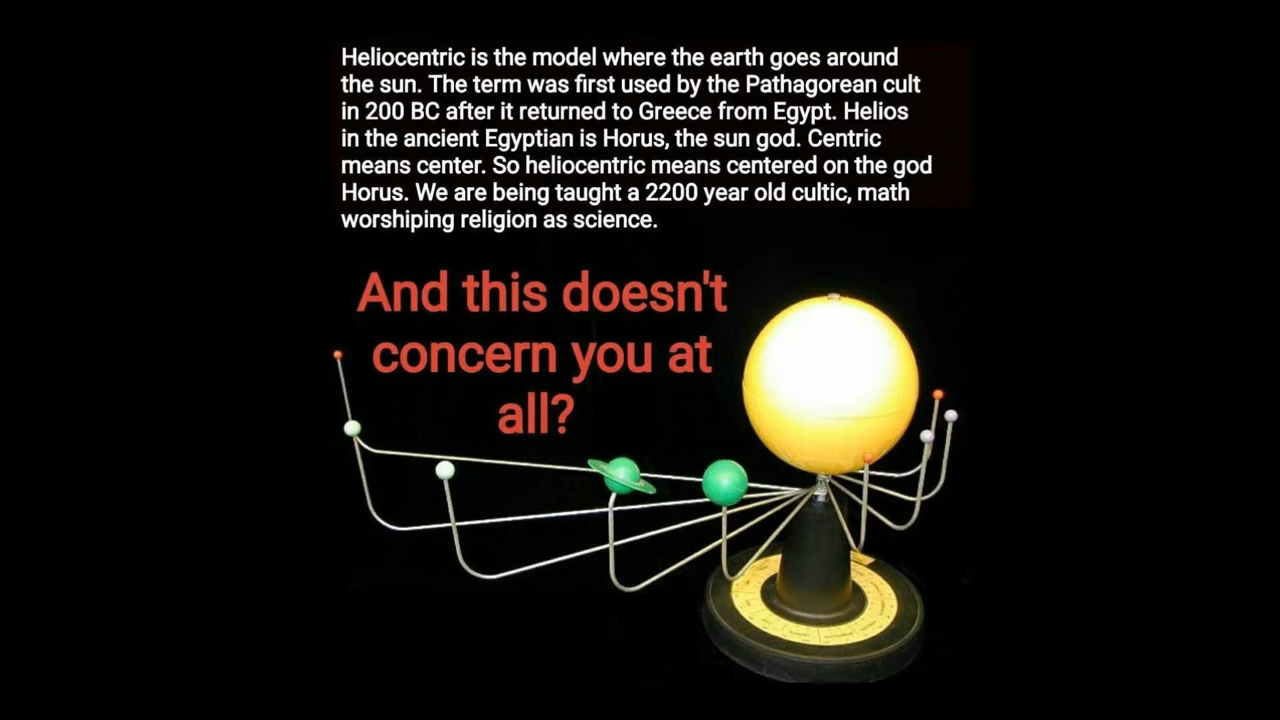 Heliocentric is the model where the earth goes around
the sun. The term was first used by the Pathagorean cult
in 200 BC after it returned to Greece from Egypt. Helios
in the ancient Egyptian is Horus, the sun god. Centric
means center. So heliocentric means centered on the god
Horus. We are being taught a 2200 year old cultic, math
worshiping religion as science.
And this doesn't
concern you at
all?